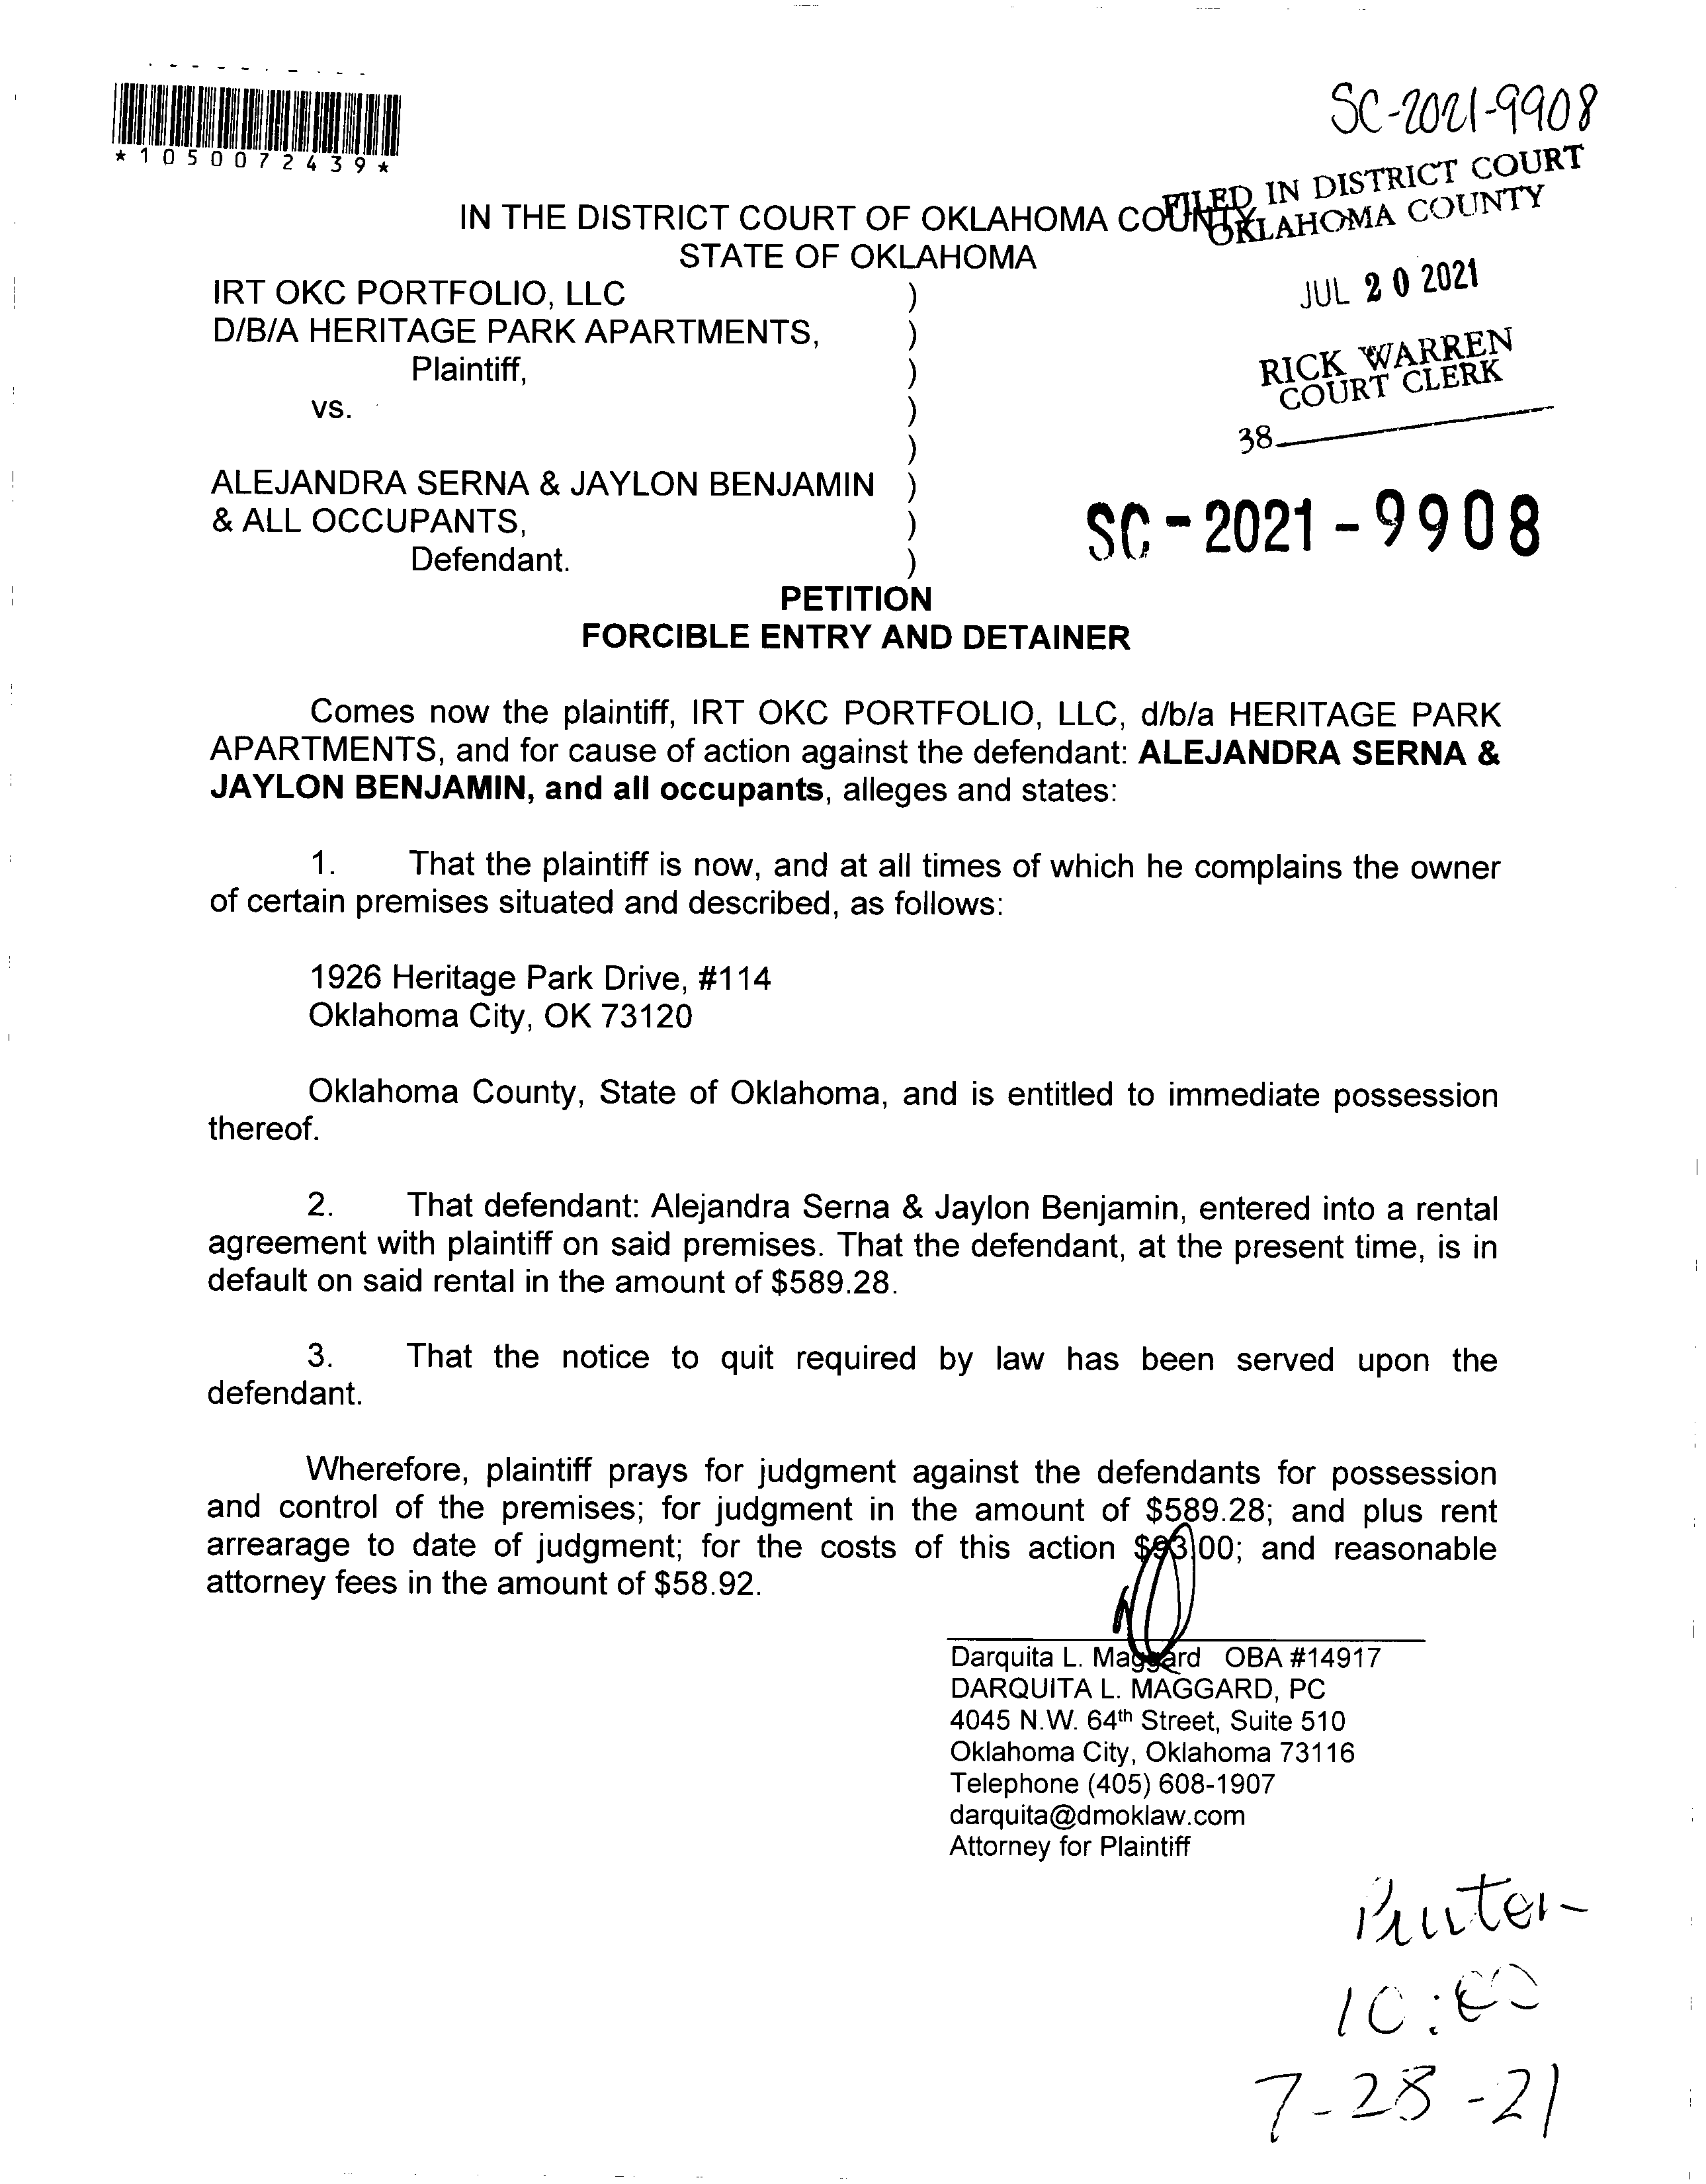 *1050072439*
SC-2021-9908
FILED IN DISTRICT COURT
OKLAHOMA COUNTY
IN THE DISTRICT COURT OF OKLAHOMA COUNTY
STATE OF OKLAHOMA
JUL 20 2021
IRT OKC PORTFOLIO, LLC )
D/B/A HERITAGE PARK APARTMENTS, )
Plaintiff, )
RICK WARREN
COURT CLERK
vs. )
)
38
ALEJANDRA SERNA & JAYLON BENJAMIN )
& ALL OCCUPANTS, )
SC-2021-9908
Defendant. )
PETITION
FORCIBLE ENTRY AND DETAINER
Comes now the plaintiff, IRT OKC PORTFOLIO, LLC, d/b/a HERITAGE PARK
APARTMENTS, and for cause of action against the defendant: ALEJANDRA SERNA &
JAYLON BENJAMIN, and all occupants, alleges and states:
1. That the plaintiff is now, and at all times of which he complains the owner
of certain premises situated and described, as follows:
1926 Heritage Park Drive, #114
Oklahoma City, OK 73120
Oklahoma County, State of Oklahoma, and is entitled to immediate possession
thereof.
2. That defendant: Alejandra Serna & Jaylon Benjamin, entered into a rental
agreement with plaintiff on said premises. That the defendant, at the present time, is in
default on said rental in the amount of $589.28.
3. That the notice to quit required by law has been served upon the
defendant.
Wherefore, plaintiff prays for judgment against the defendants for possession
and control of the premises; for judgment in the amount of $589.28; and plus rent
arrearage to date of judgment; for the costs of this action $93.00; and reasonable
attorney fees in the amount of $58.92.
Darquita L. Maggard OBA #14917
DARQUITA L. MAGGARD, PC
4045 N.W. 64th Street, Suite 510
Oklahoma City, Oklahoma 73116
Telephone (405) 608-1907
darquita@dmoklaw.com
Attorney for Plaintiff
10:00
7-28-21